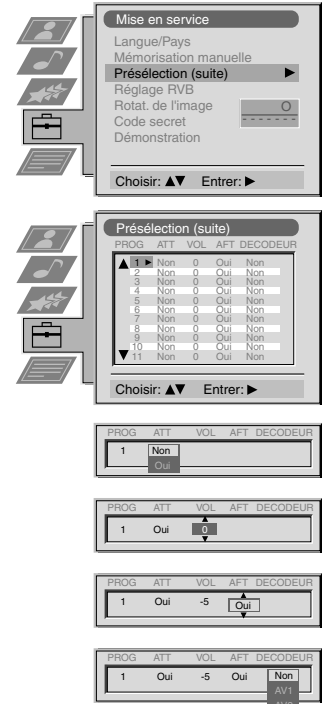 Mise en service
Langue/Pays
Mémorisation manuelle
Présélection (suite)
Réglage RVB
Rotat. de l'image O
Code secret - - - - - -
Démonstration
Choisir: ▲▼ Entrer: ▶
Présélection (suite)
PROG ATT VOL AFT DECODEUR
1 Non 0 Oui Non
2 Non 0 Oui Non
3 Non 0 Oui Non
4 Non 0 Oui Non
5 Non 0 Oui Non
6 Non 0 Oui Non
7 Non 0 Oui Non
8 Non 0 Oui Non
9 Non 0 Oui Non
10 Non 0 Oui Non
11 Non 0 Oui Non
Choisir: ▲▼ Entrer: ▶
PROG ATT VOL AFT DECODEUR
1 Non
Oui
PROG ATT VOL AFT DECODEUR
1 Oui 0
PROG ATT VOL AFT DECODEUR
1 Oui -5 Oui
PROG ATT VOL AFT DECODEUR
1 Oui -5 Oui Non
AV1